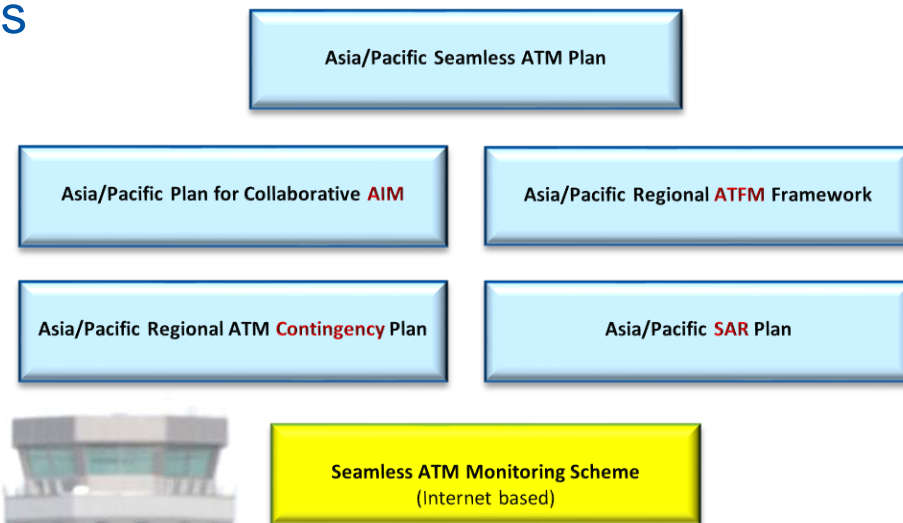 s
Asia/Pacific Seamless ATM Plan
Asia/Pacific Plan for Collaborative AIM
Asia/Pacific Regional ATFM Framework
Asia/Pacific Regional ATM Contingency Plan
Asia/Pacific SAR Plan
Seamless ATM Monitoring Scheme
(Internet based)